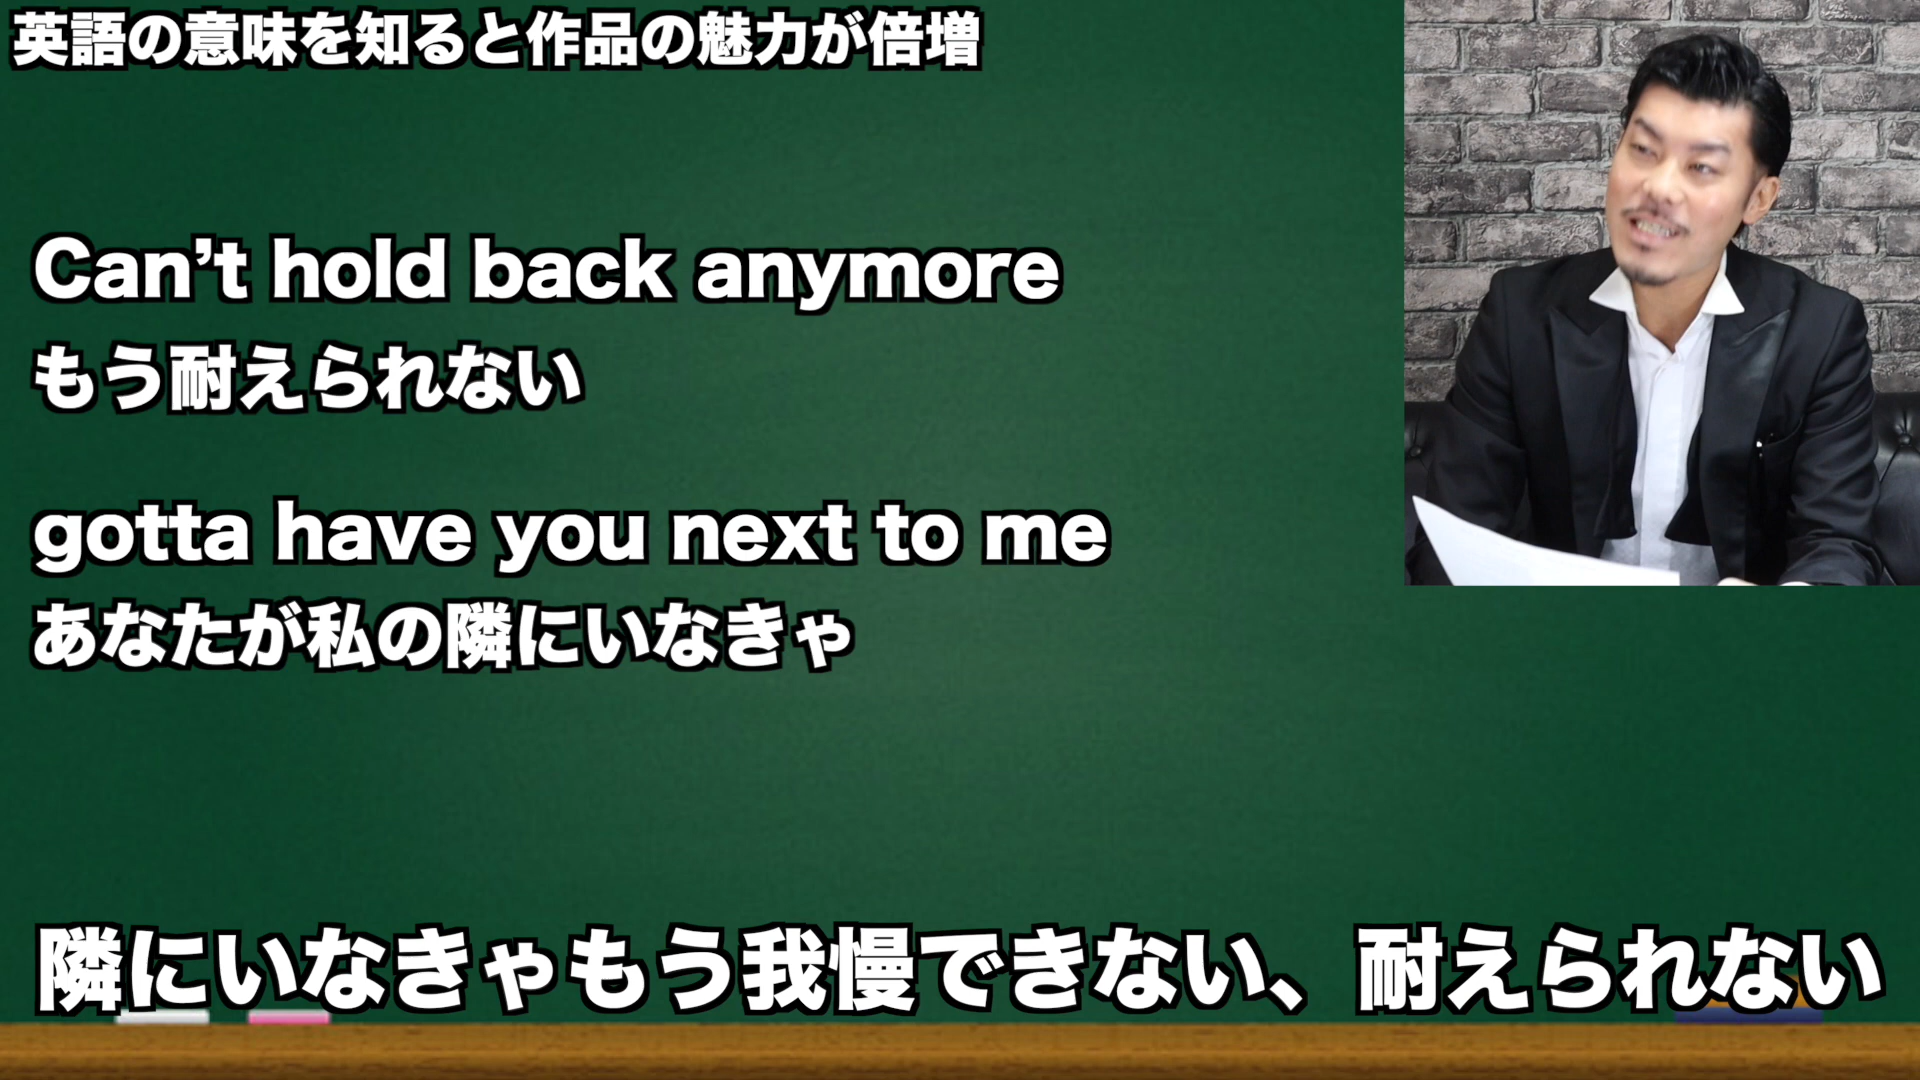 英語の意味を知ると作品の魅力が倍増
Can’t hold back anymore
もう耐えられない
gotta have you next to me
あなたが私の隣にいなきゃ
隣にいなきゃもう我慢できない、耐えられない